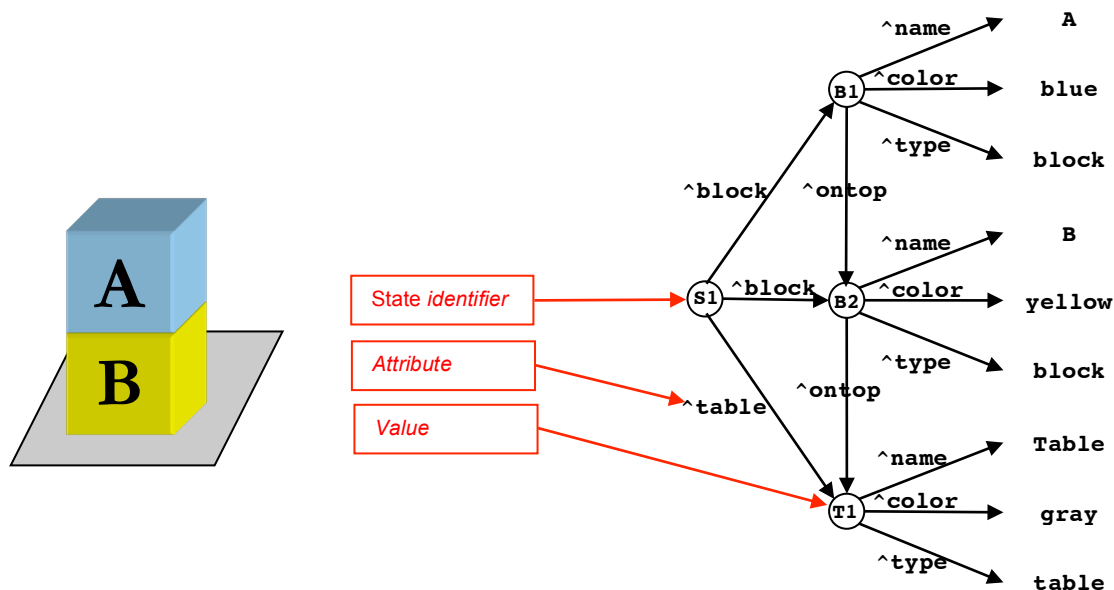 A
B
State identifier
Attribute
Value
S1
^block
^block
^table
B1
^name
A
^color
blue
^type
block
^ontop
B2
^name
B
^color
yellow
^type
block
^ontop
T1
^name
Table
^color
gray
^type
table